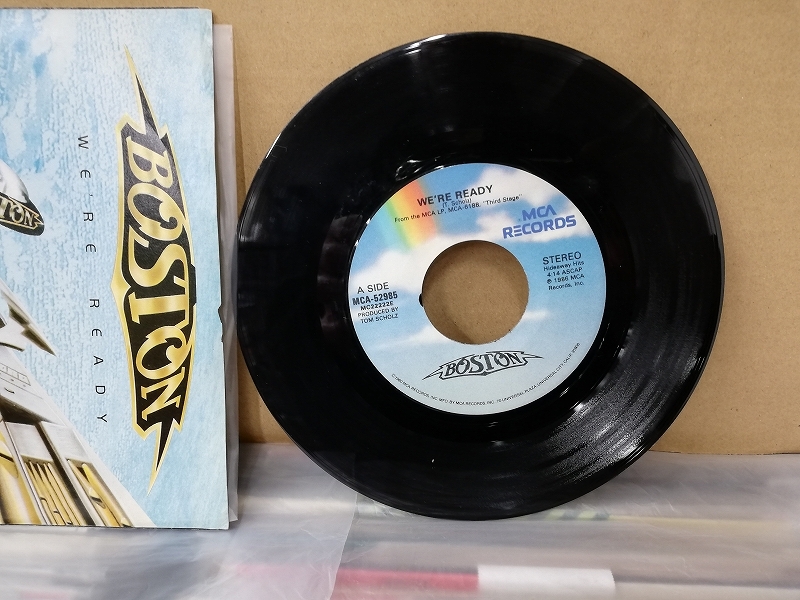 BOSTON
WE'RE READY
WE'RE READY
(T. Scholz)
From the MCA LP, MCA-6188, "Third Stage"
MCA
RECORDS
A SIDE
MCA-52985
MC22222E
PRODUCED BY
TOM SCHOLZ
STEREO
Hideaway Hits
4:14 ASCAP
℗ 1986 MCA
Records, Inc.
BOSTON